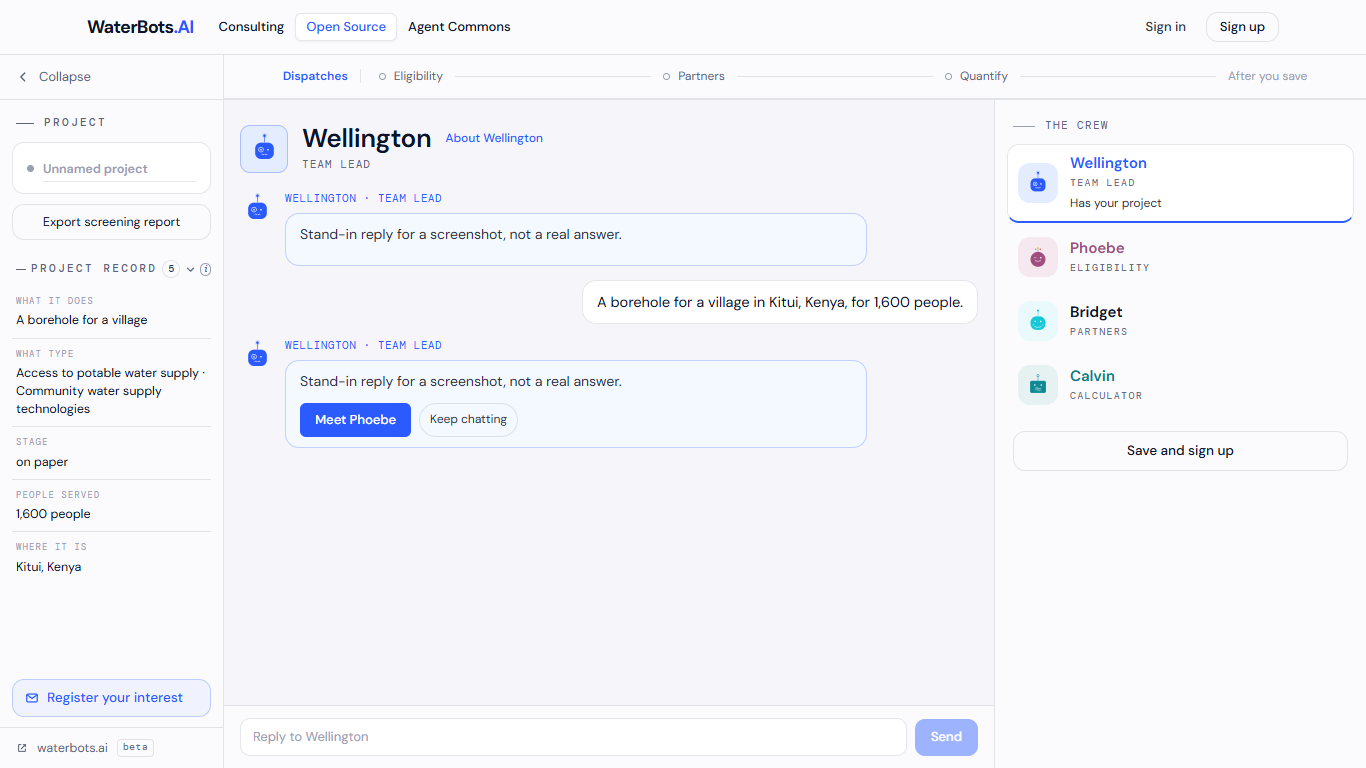 WaterBots.AI
Consulting
Open Source
Agent Commons
Sign in
Sign up
Collapse
Dispatches
Eligibility
Partners
Quantify
After you save
PROJECT
Unnamed project
Export screening report
PROJECT RECORD 5
WHAT IT DOES
A borehole for a village
WHAT TYPE
Access to potable water supply ·
Community water supply
technologies
STAGE
on paper
PEOPLE SERVED
1,600 people
WHERE IT IS
Kitui, Kenya
Register your interest
waterbots.ai beta
Wellington
About Wellington
TEAM LEAD
WELLINGTON · TEAM LEAD
Stand-in reply for a screenshot, not a real answer.
A borehole for a village in Kitui, Kenya, for 1,600 people.
WELLINGTON · TEAM LEAD
Stand-in reply for a screenshot, not a real answer.
Meet Phoebe
Keep chatting
Reply to Wellington
Send
THE CREW
Wellington
TEAM LEAD
Has your project
Phoebe
ELIGIBILITY
Bridget
PARTNERS
Calvin
CALCULATOR
Save and sign up